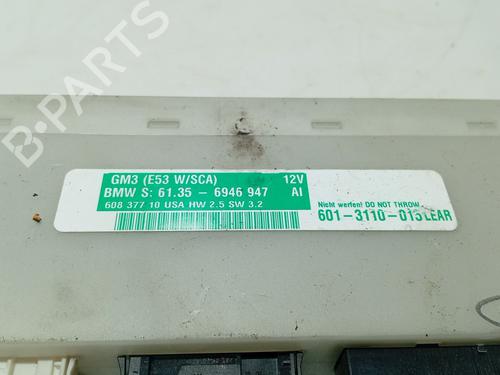 B-PARTS
GM3 (E53 W/SCA) 12V
BMW S: 61.35 - 6946 947 AI
608 377 10 USA HW 2.5 SW 3.2
Nicht werfen! DO NOT THROW
601-3110-013LEAR